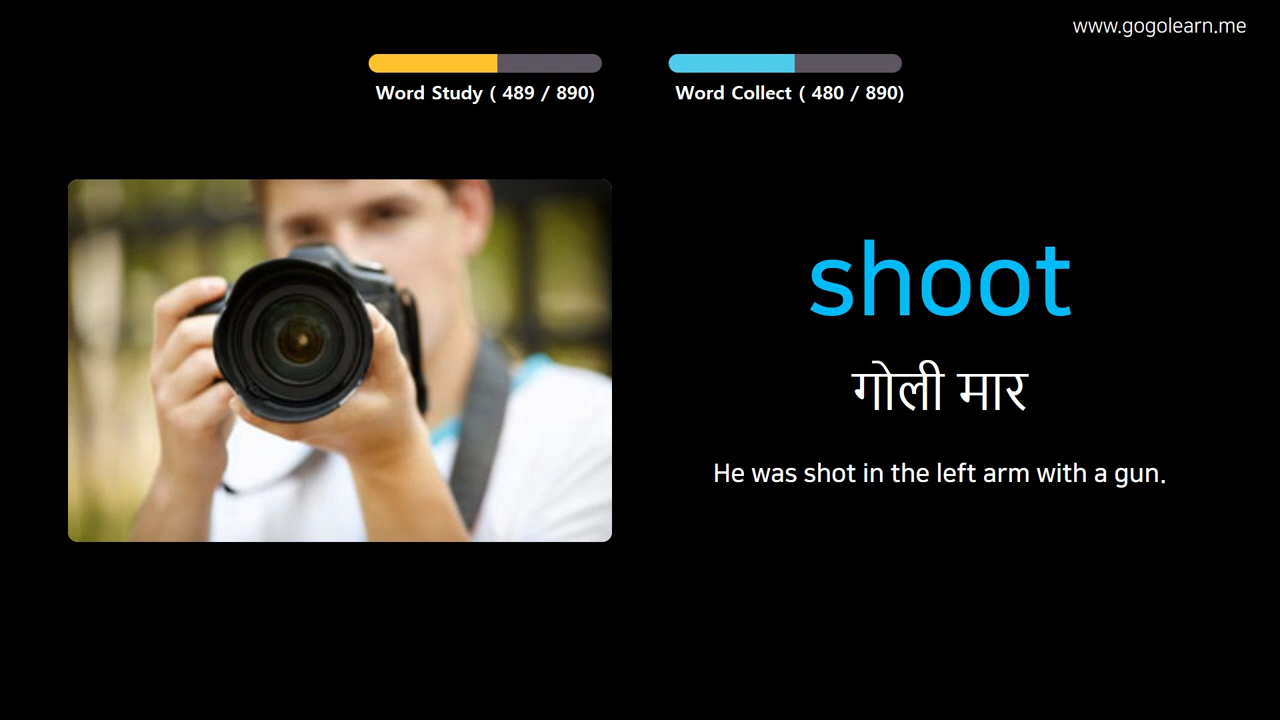 www.gogolearn.me
Word Study ( 489 / 890)
Word Collect ( 480 / 890)
shoot
गोली मार
He was shot in the left arm with a gun.